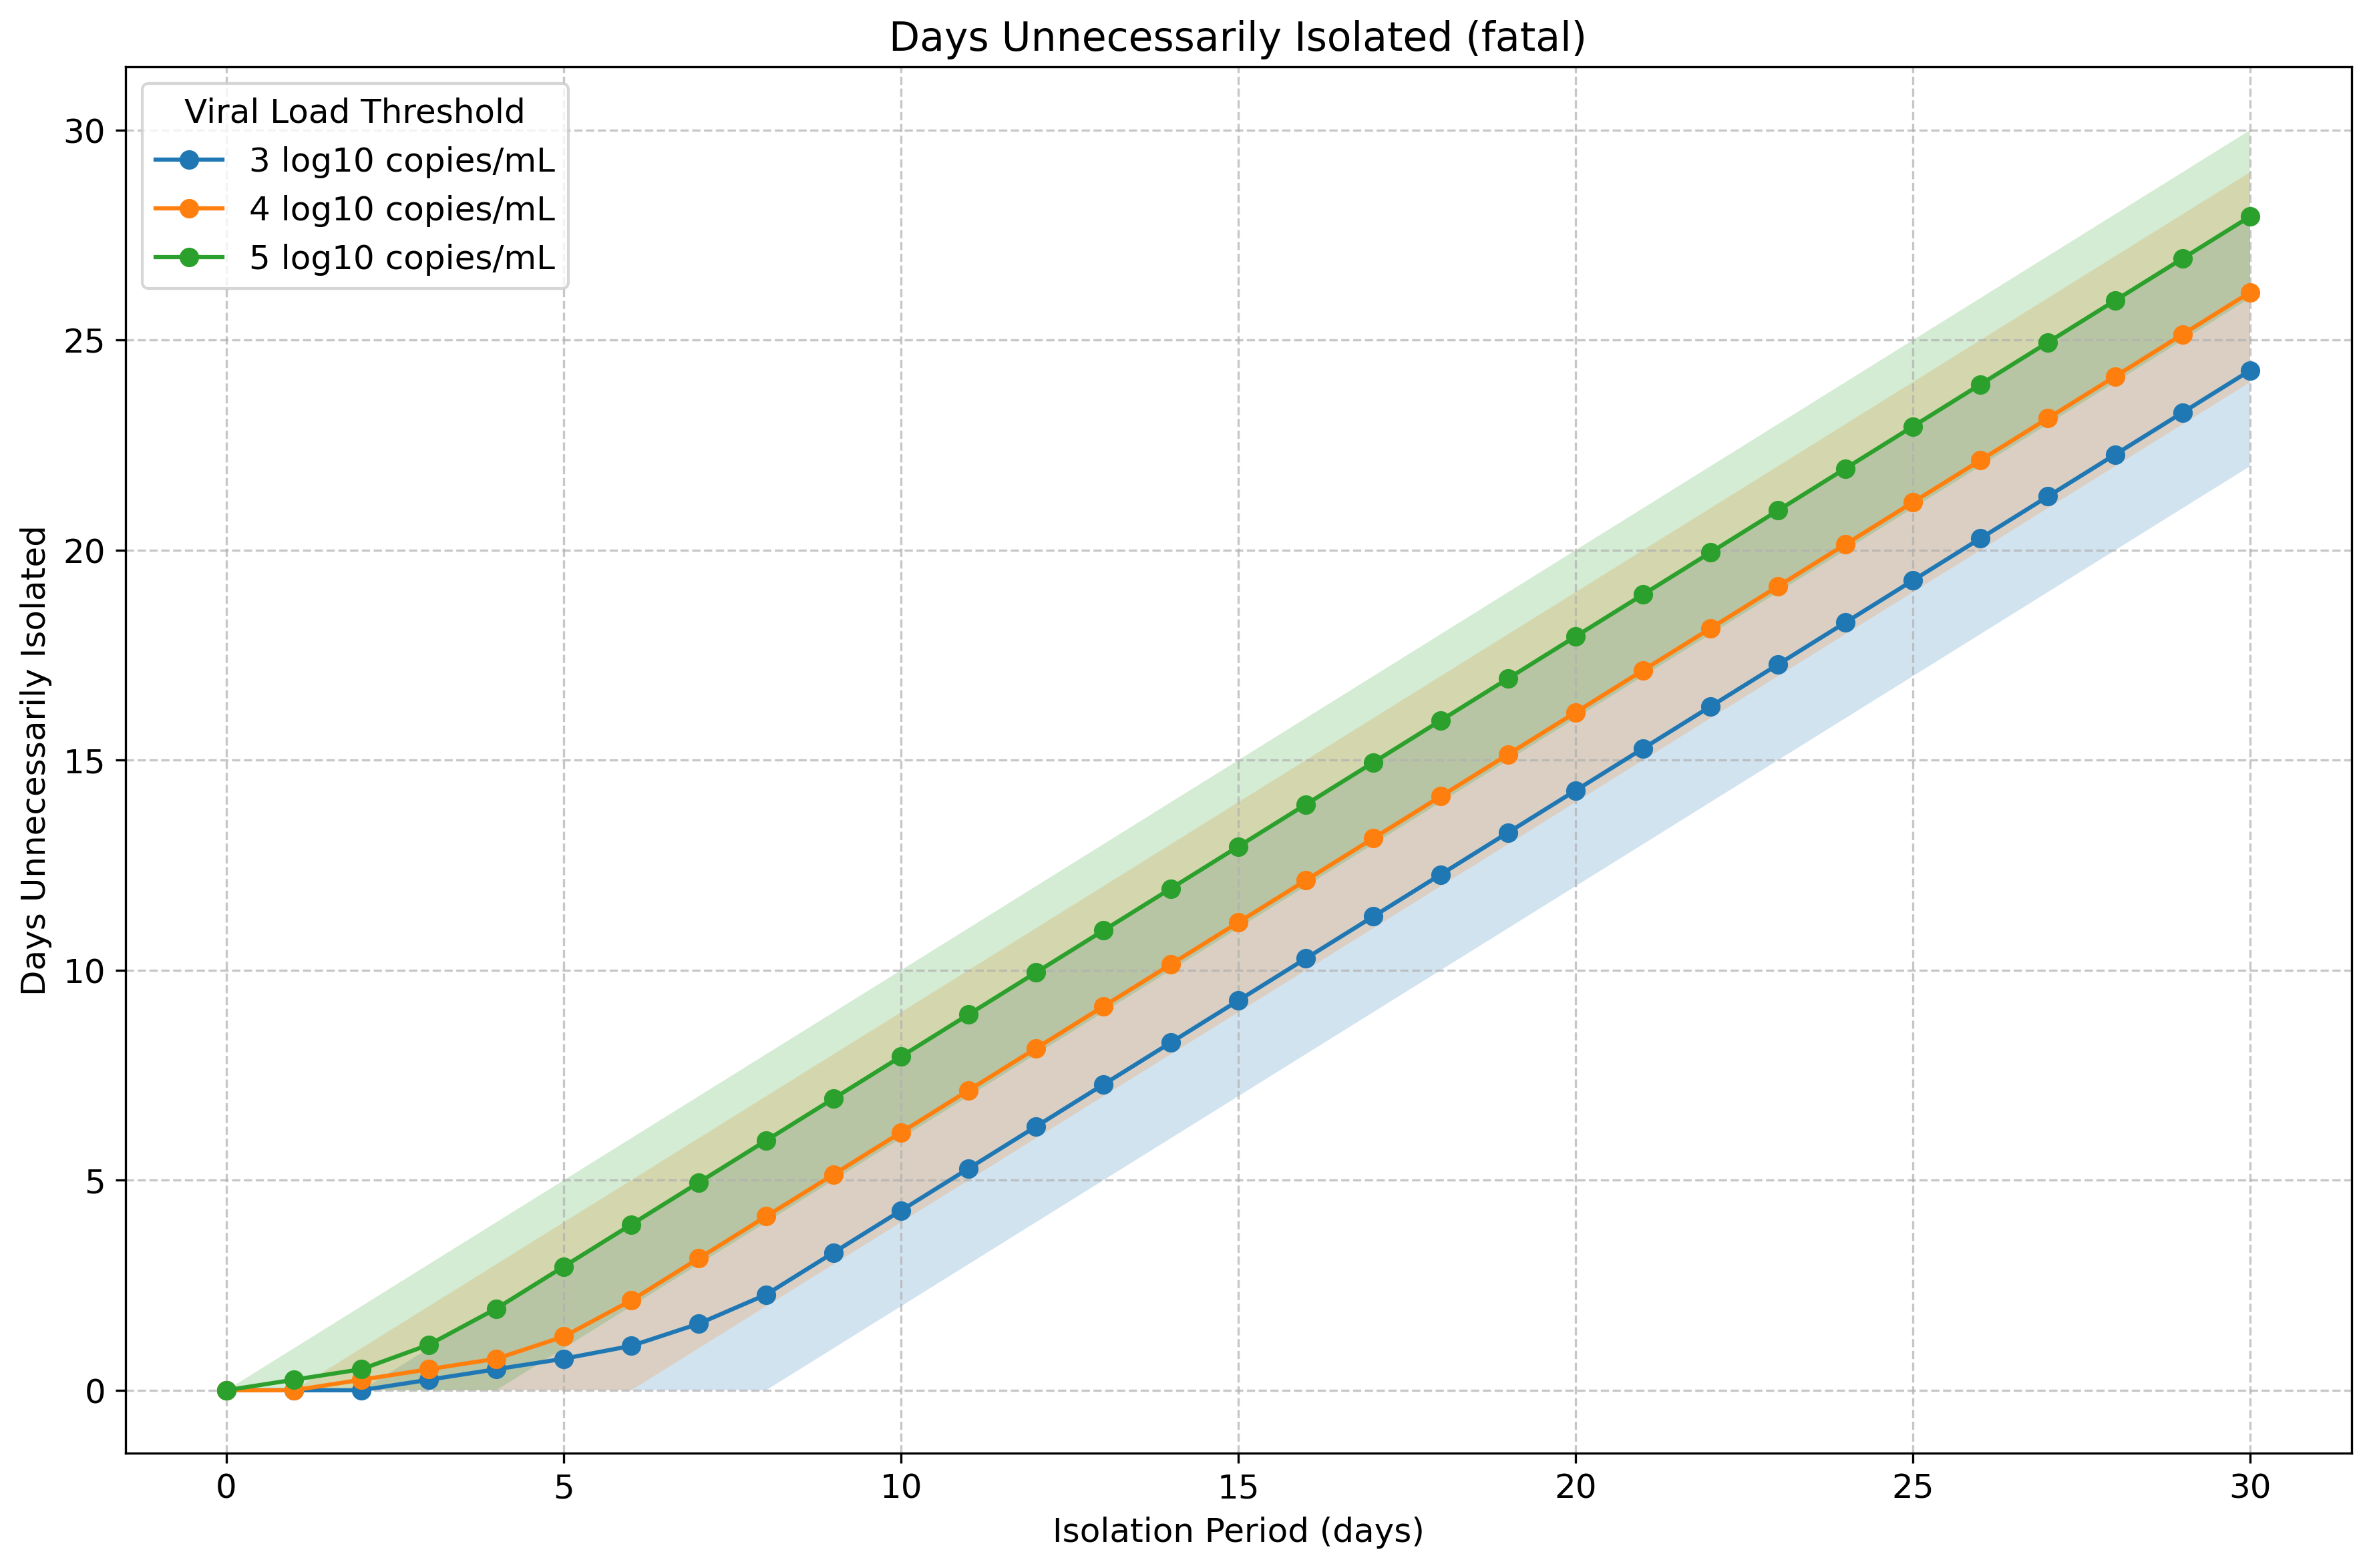 Days Unnecessarily Isolated (fatal)
Viral Load Threshold
3 log10 copies/mL
4 log10 copies/mL
5 log10 copies/mL
Days Unnecessarily Isolated
30
25
20
15
10
5
0
0 5 10 15 20 25 30
Isolation Period (days)